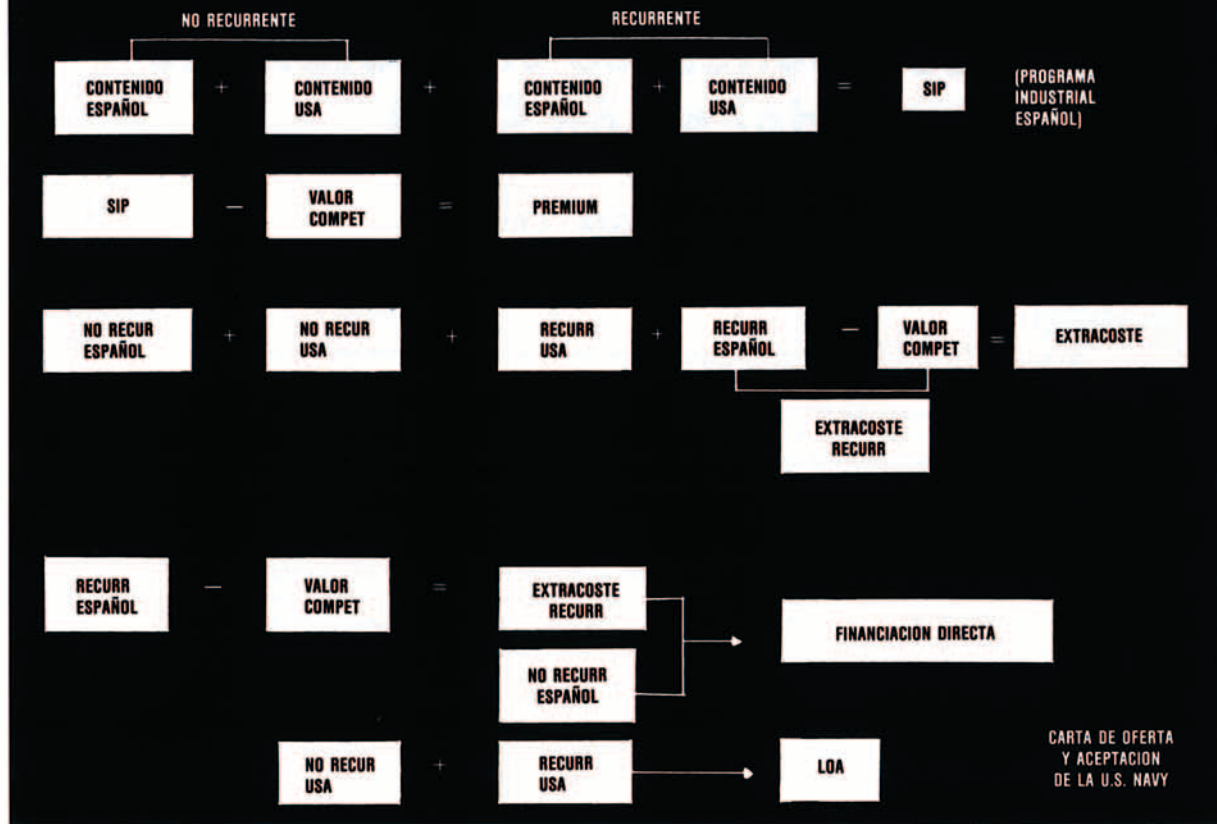 NO RECURRENTE
RECURRENTE
CONTENIDO
ESPAÑOL
+
CONTENIDO
USA
+
CONTENIDO
ESPAÑOL
+
CONTENIDO
USA
=
SIP
(PROGRAMA
INDUSTRIAL
ESPAÑOL)
SIP
—
VALOR
COMPET
=
PREMIUM
NO RECUR
ESPAÑOL
+
NO RECUR
USA
+
RECURR
USA
+
RECURR
ESPAÑOL
—
VALOR
COMPET
=
EXTRACOSTE
EXTRACOSTE
RECURR
RECURR
ESPAÑOL
—
VALOR
COMPET
=
EXTRACOSTE
RECURR
NO RECURR
ESPAÑOL
FINANCIACION DIRECTA
NO RECUR
USA
+
RECURR
USA
LOA
CARTA DE OFERTA
Y ACEPTACION
DE LA U.S. NAVY